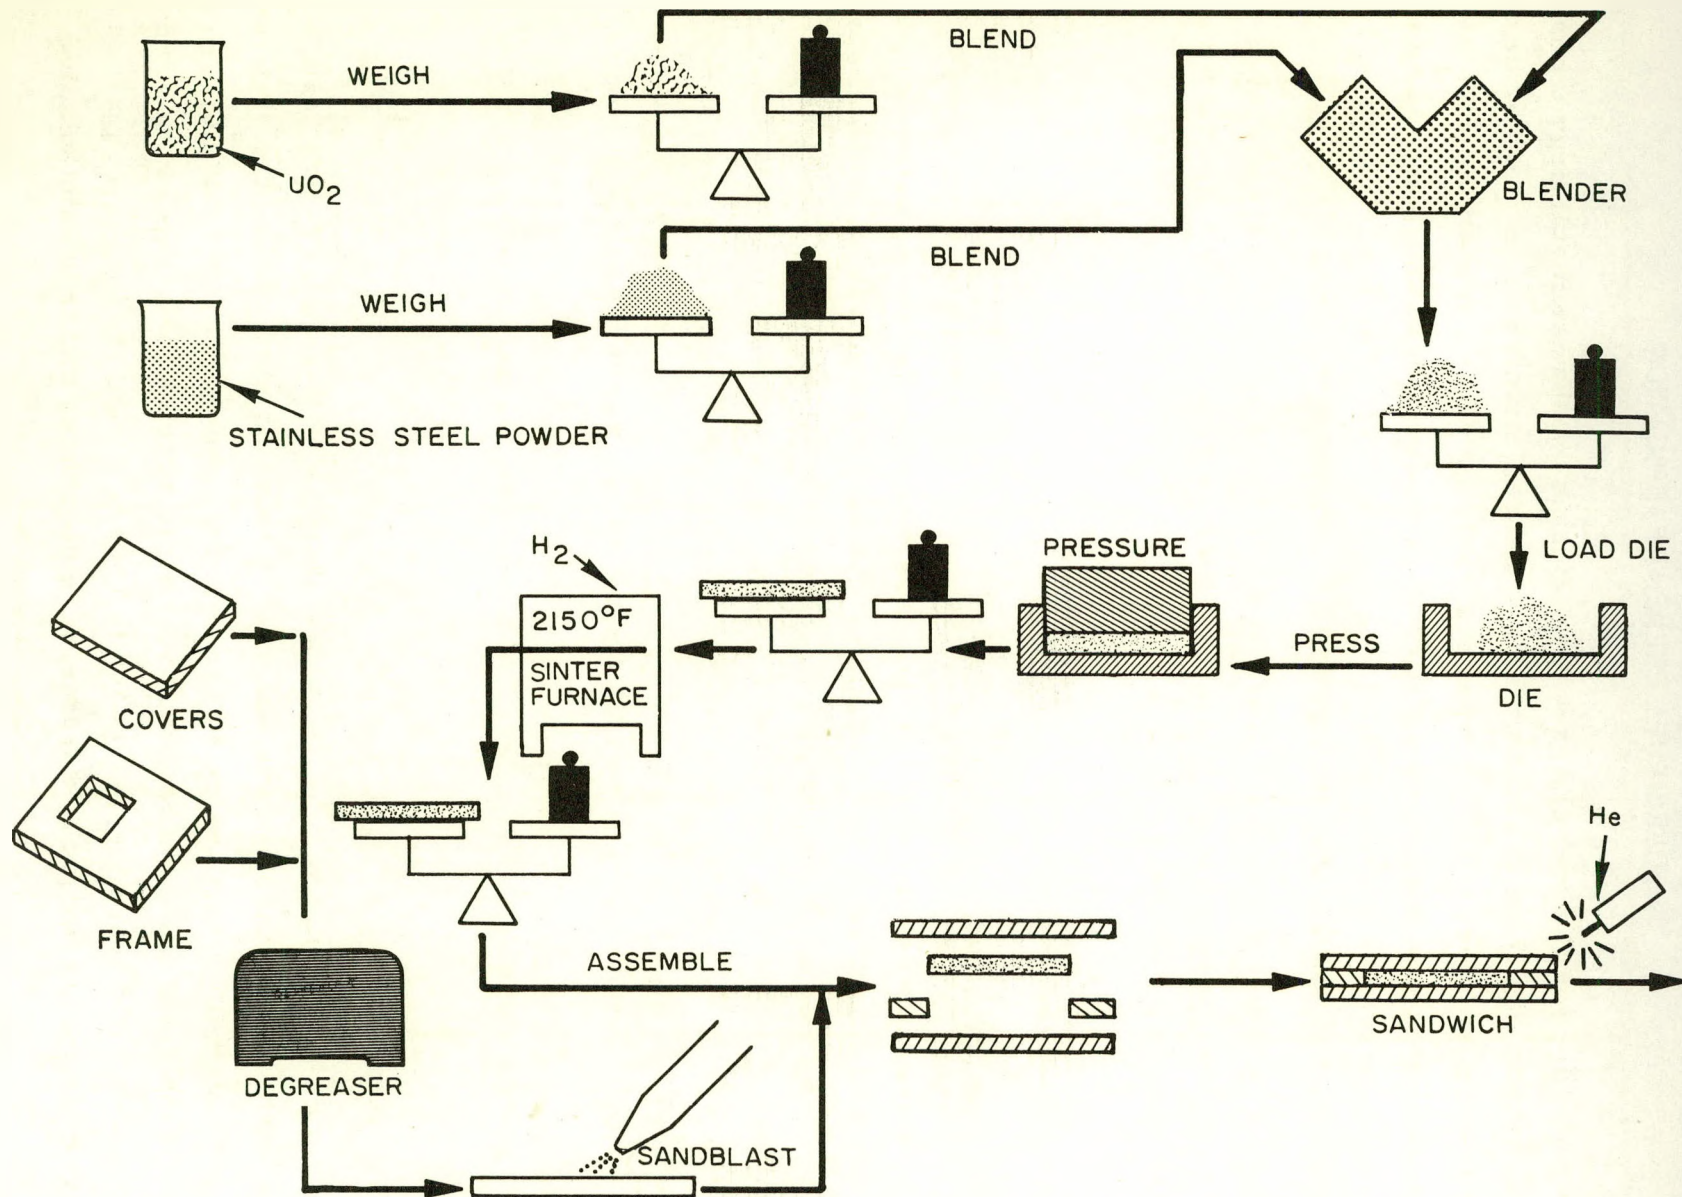 WEIGH
BLEND
UO2
BLENDER
WEIGH
BLEND
STAINLESS STEEL POWDER
LOAD DIE
DIE
PRESS
PRESSURE
H2
2150°F
SINTER
FURNACE
COVERS
FRAME
DEGREASER
SANDBLAST
ASSEMBLE
He
SANDWICH